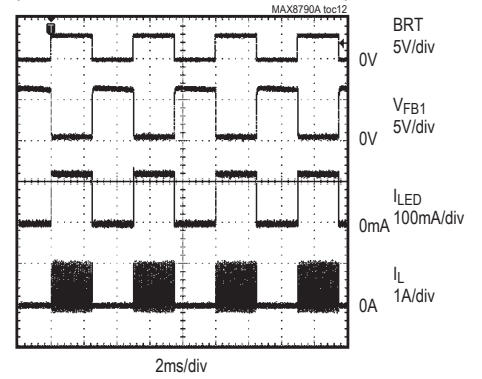 MAX8790A toc12
T
BRT
5V/div
0V
VFB1
5V/div
0V
ILED
100mA/div
0mA
IL
1A/div
0A
2ms/div